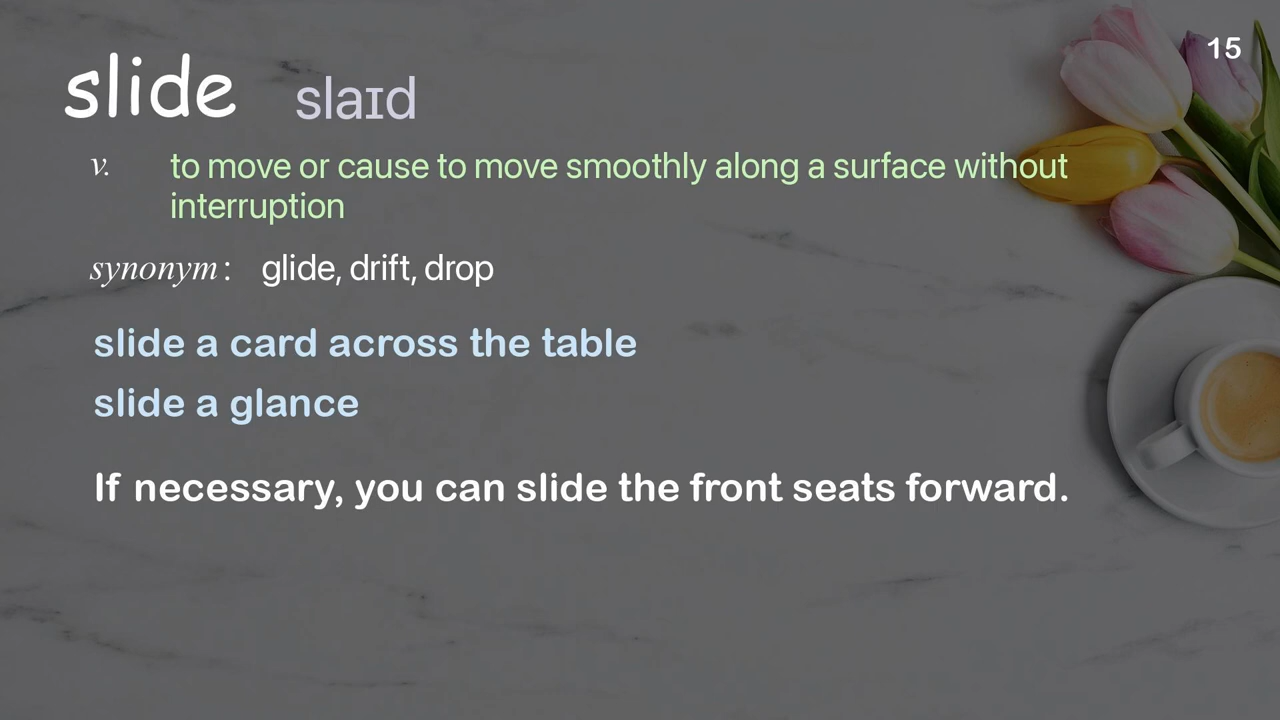 15
slide slaɪd
v. to move or cause to move smoothly along a surface without
interruption
synonym: glide, drift, drop
slide a card across the table
slide a glance
If necessary, you can slide the front seats forward.